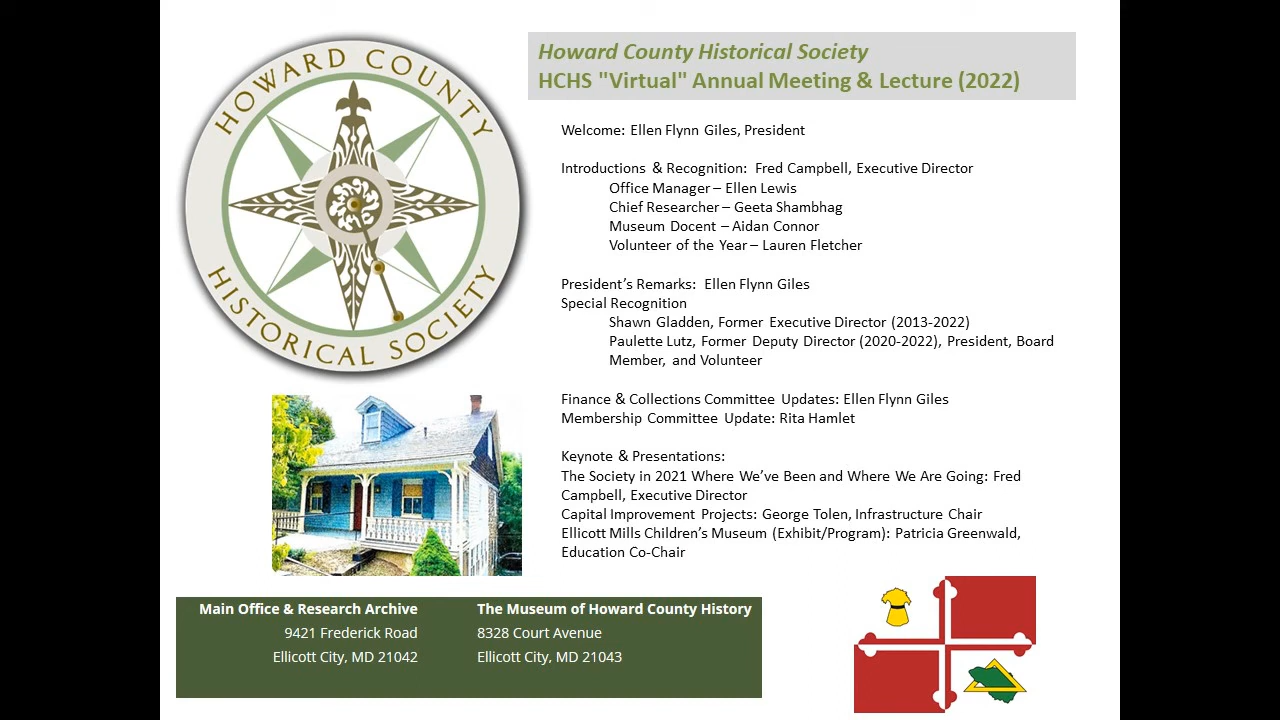 HOWARD COUNTY
HISTORICAL SOCIETY
Howard County Historical Society
HCHS "Virtual" Annual Meeting & Lecture (2022)
Welcome: Ellen Flynn Giles, President
Introductions & Recognition: Fred Campbell, Executive Director
Office Manager – Ellen Lewis
Chief Researcher – Geeta Shambhag
Museum Docent – Aidan Connor
Volunteer of the Year – Lauren Fletcher
President’s Remarks: Ellen Flynn Giles
Special Recognition
Shawn Gladden, Former Executive Director (2013-2022)
Paulette Lutz, Former Deputy Director (2020-2022), President, Board
Member, and Volunteer
Finance & Collections Committee Updates: Ellen Flynn Giles
Membership Committee Update: Rita Hamlet
Keynote & Presentations:
The Society in 2021 Where We’ve Been and Where We Are Going: Fred
Campbell, Executive Director
Capital Improvement Projects: George Tolen, Infrastructure Chair
Ellicott Mills Children’s Museum (Exhibit/Program): Patricia Greenwald,
Education Co-Chair
Main Office & Research Archive
9421 Frederick Road
Ellicott City, MD 21042
The Museum of Howard County History
8328 Court Avenue
Ellicott City, MD 21043